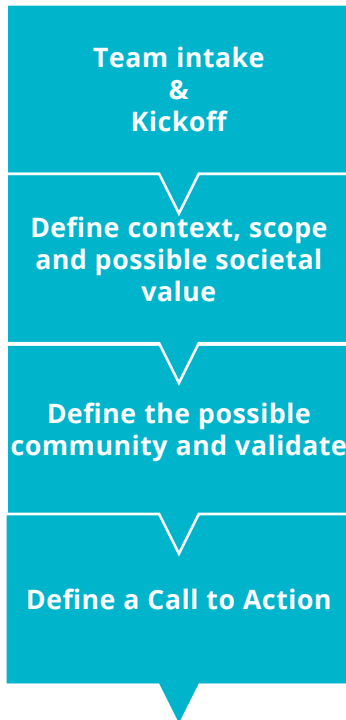 Team intake
&
Kickoff
Define context, scope
and possible societal
value
Define the possible
community and validate
Define a Call to Action